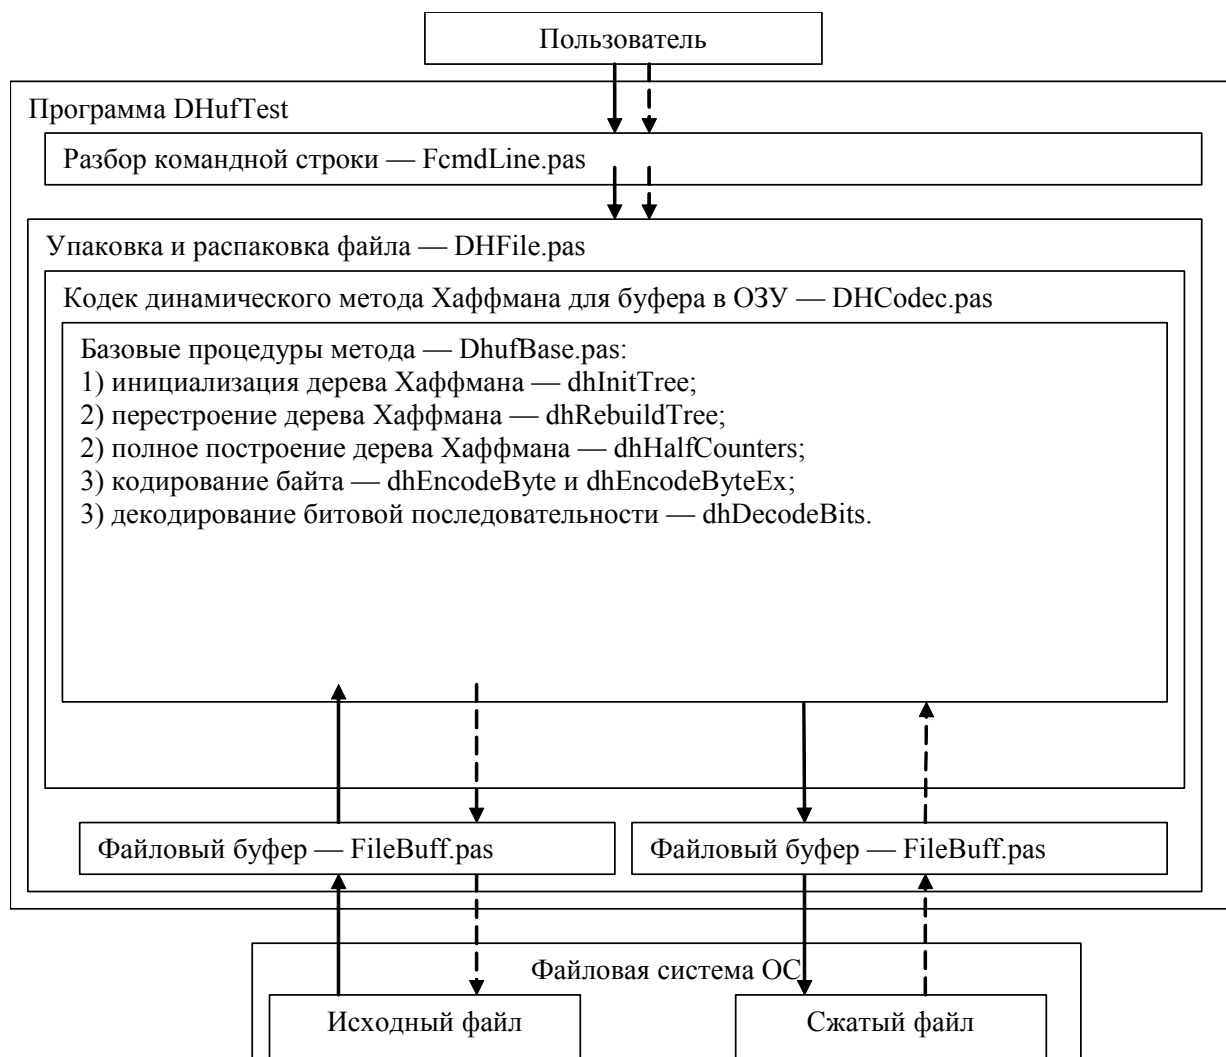 Пользователь
Программа DHufTest
Разбор командной строки — FcmdLine.pas
Упаковка и распаковка файла — DHFile.pas
Кодек динамического метода Хаффмана для буфера в ОЗУ — DHCodec.pas
Базовые процедуры метода — DhufBase.pas:
1) инициализация дерева Хаффмана — dhInitTree;
2) перестроение дерева Хаффмана — dhRebuildTree;
2) полное построение дерева Хаффмана — dhHalfCounters;
3) кодирование байта — dhEncodeByte и dhEncodeByteEx;
3) декодирование битовой последовательности — dhDecodeBits.
Файловый буфер — FileBuff.pas
Файловый буфер — FileBuff.pas
Файловая система ОС
Исходный файл
Сжатый файл